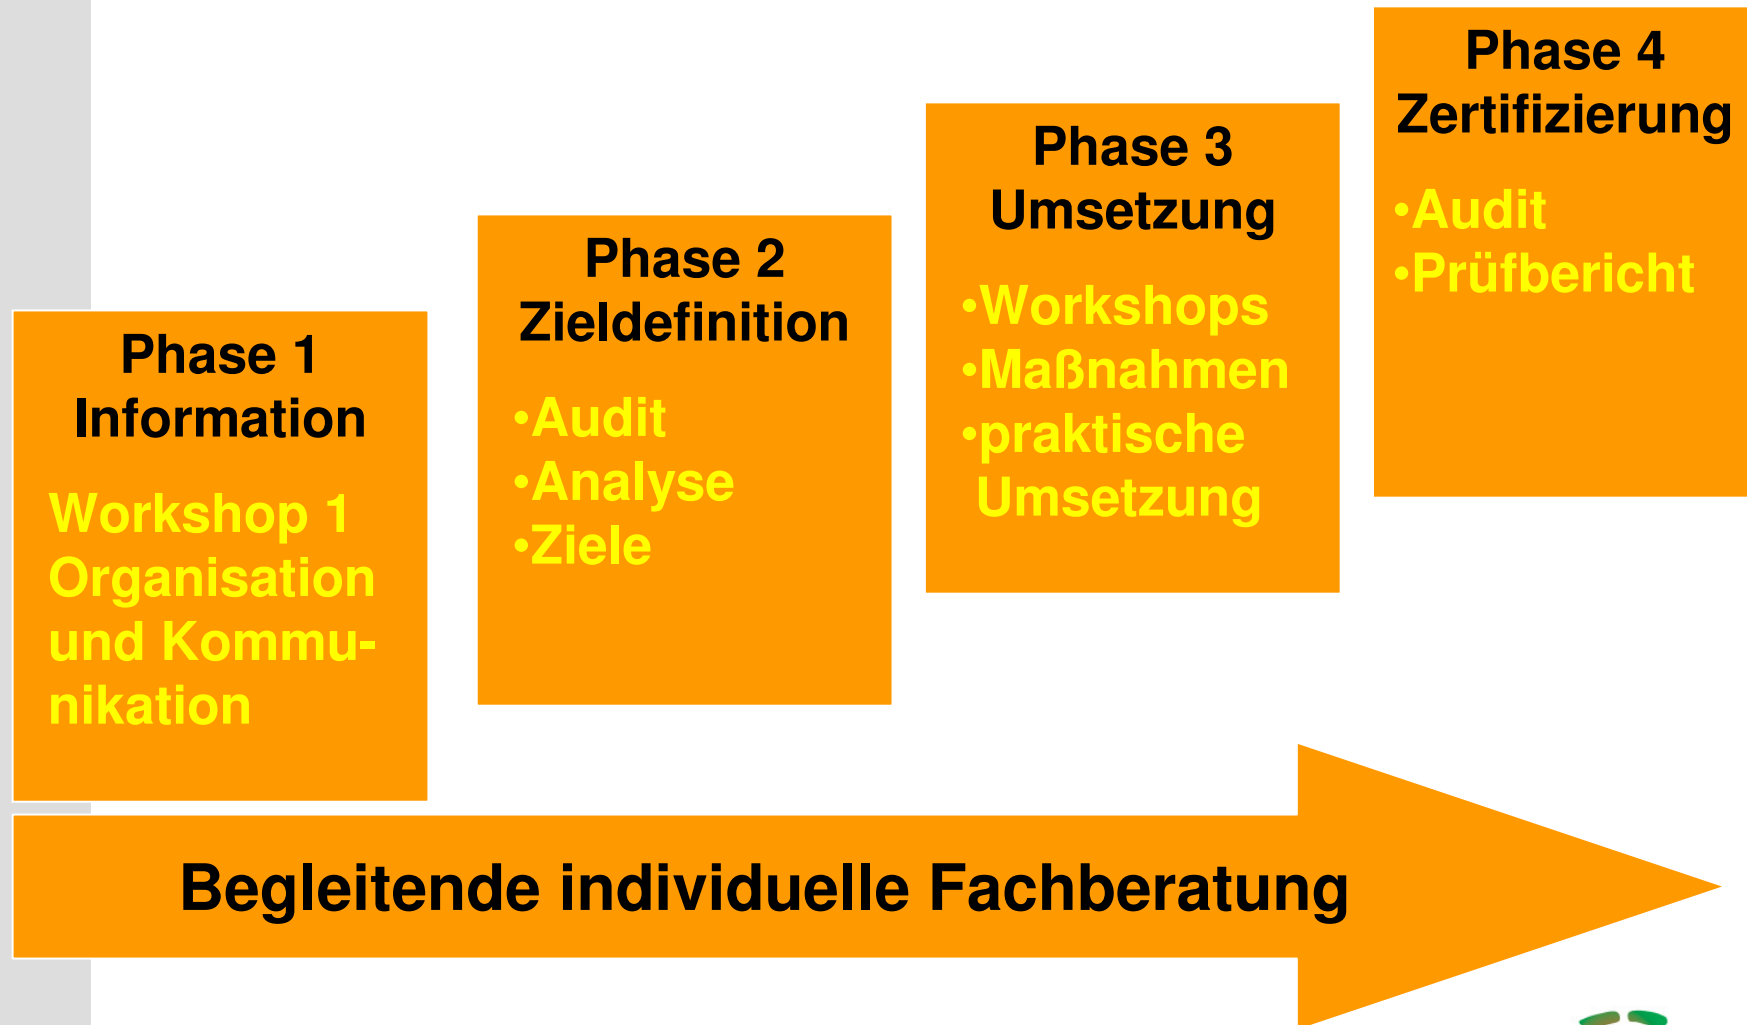 Phase 1
Information
Workshop 1
Organisation
und Kommu-
nikation
Phase 2
Zieldefinition
•Audit
•Analyse
•Ziele
Phase 3
Umsetzung
•Workshops
•Maßnahmen
•praktische
Umsetzung
Phase 4
Zertifizierung
•Audit
•Prüfbericht
Begleitende individuelle Fachberatung